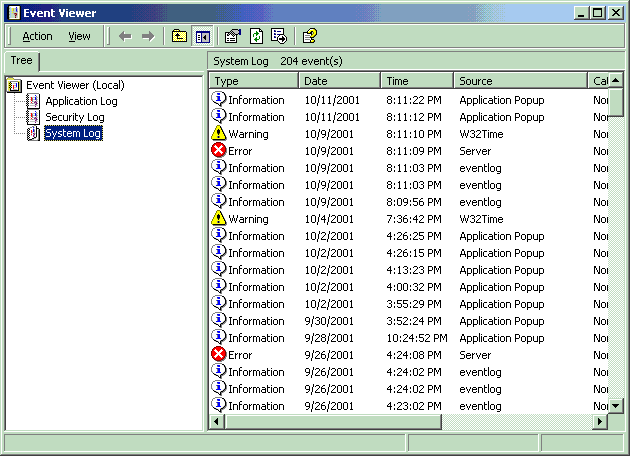 Event Viewer
Action View
Tree
System Log 204 event(s)
Event Viewer (Local)
Application Log
Security Log
System Log
Type Date Time Source Cat
Information 10/11/2001 8:11:22 PM Application Popup Nor
Information 10/11/2001 8:11:12 PM Application Popup Nor
Warning 10/9/2001 8:11:10 PM W32Time Nor
Error 10/9/2001 8:11:09 PM Server Nor
Information 10/9/2001 8:11:03 PM eventlog Nor
Information 10/9/2001 8:11:03 PM eventlog Nor
Information 10/9/2001 8:09:56 PM eventlog Nor
Warning 10/4/2001 7:36:42 PM W32Time Nor
Information 10/2/2001 4:26:25 PM Application Popup Nor
Information 10/2/2001 4:26:15 PM Application Popup Nor
Information 10/2/2001 4:13:23 PM Application Popup Nor
Information 10/2/2001 4:00:32 PM Application Popup Nor
Information 10/2/2001 3:55:29 PM Application Popup Nor
Information 9/30/2001 3:52:24 PM Application Popup Nor
Information 9/28/2001 10:24:52 PM Application Popup Nor
Error 9/26/2001 4:24:08 PM Server Nor
Information 9/26/2001 4:24:02 PM eventlog Nor
Information 9/26/2001 4:24:02 PM eventlog Nor
Information 9/26/2001 4:23:02 PM eventlog Nor